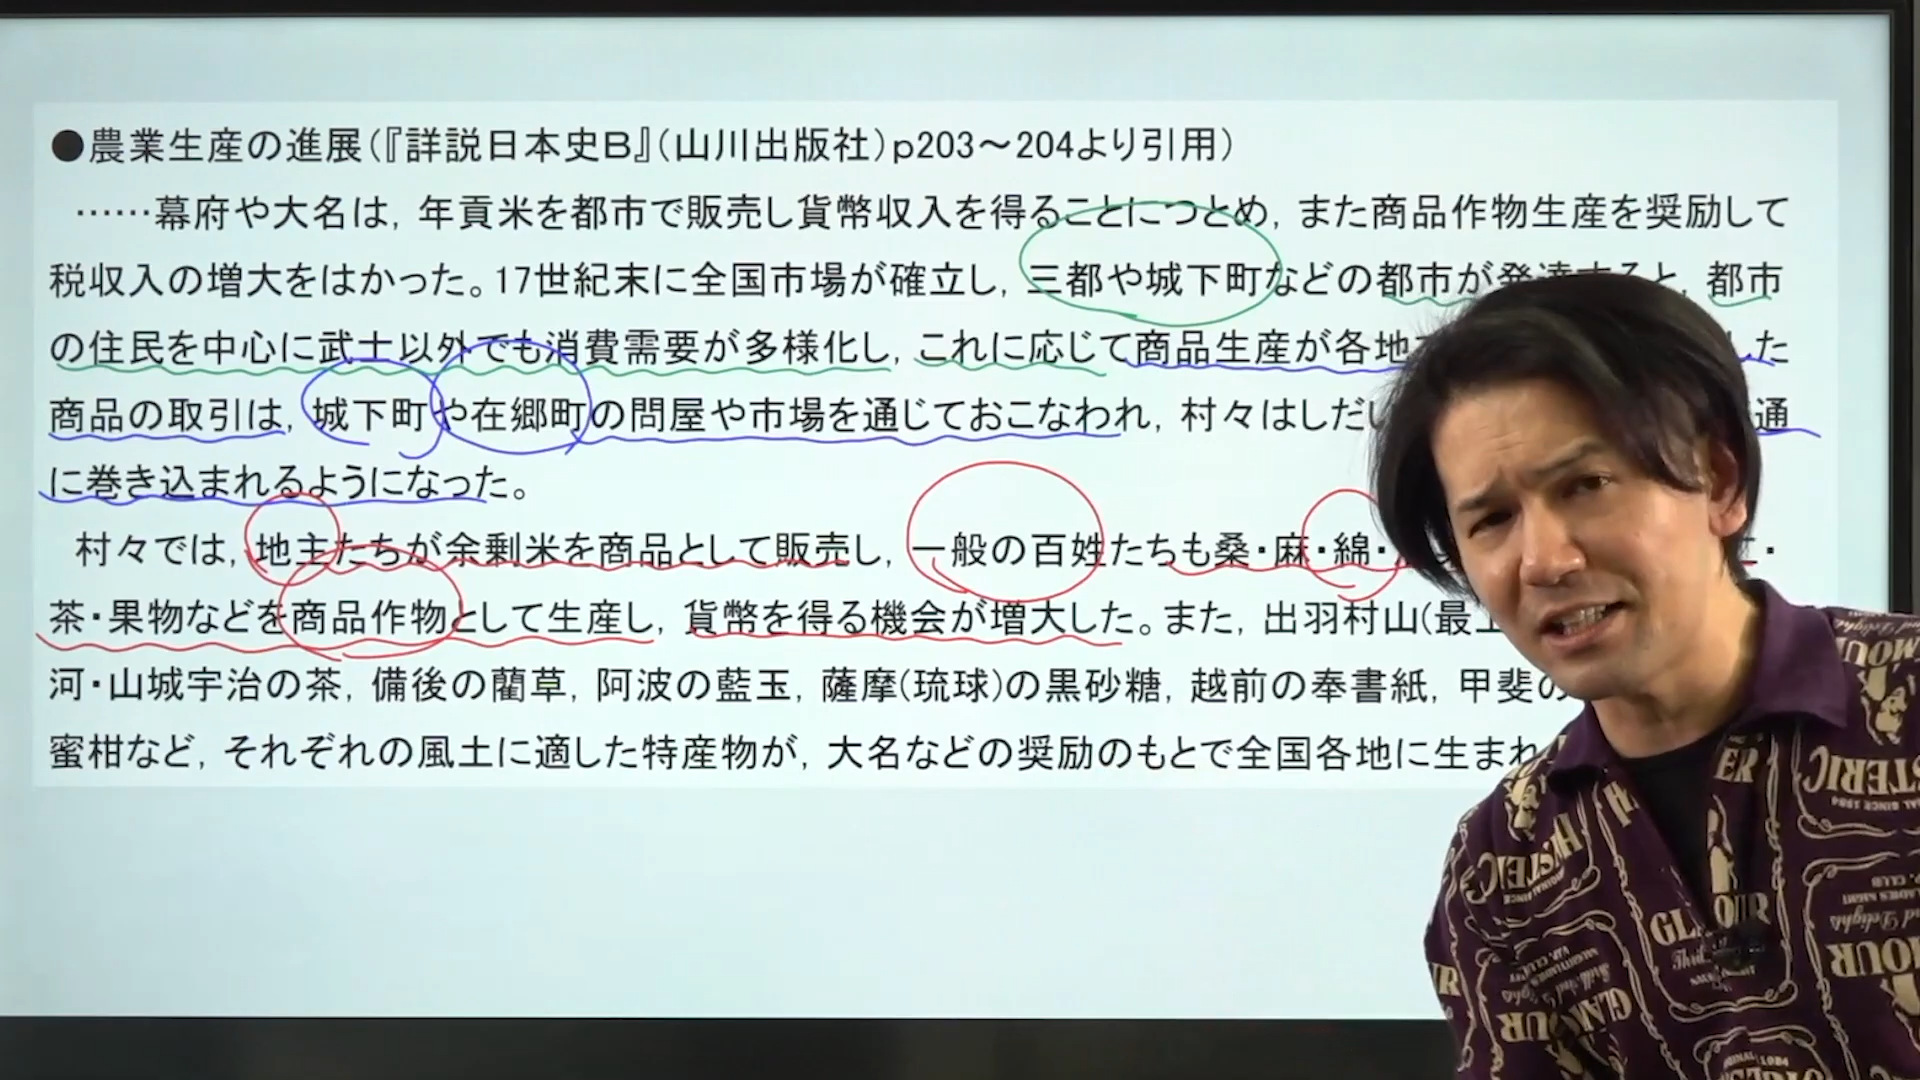 ●農業生産の進展(『詳説日本史B』(山川出版社)p203～204より引用)
……幕府や大名は, 年貢米を都市で販売し貨幣収入を得ることにつとめ, また商品作物生産を奨励して
税収入の増大をはかった。17世紀末に全国市場が確立し, 三都や城下町などの都市が発達すると, 都市
の住民を中心に武士以外でも消費需要が多様化し, これに応じて商品生産が各地 した
商品の取引は, 城下町や在郷町の問屋や市場を通じておこなわれ, 村々はしだい 通
に巻き込まれるようになった。
村々では, 地主たちが余剰米を商品として販売し, 一般の百姓たちも桑・麻・綿・
茶・果物などを商品作物として生産し, 貨幣を得る機会が増大した。また, 出羽村山(最上
河・山城宇治の茶, 備後の藺草, 阿波の藍玉, 薩摩(琉球)の黒砂糖, 越前の奉書紙, 甲斐の
蜜柑など, それぞれの風土に適した特産物が, 大名などの奨励のもとで全国各地に生まれ
STERIC
GLAMOUR